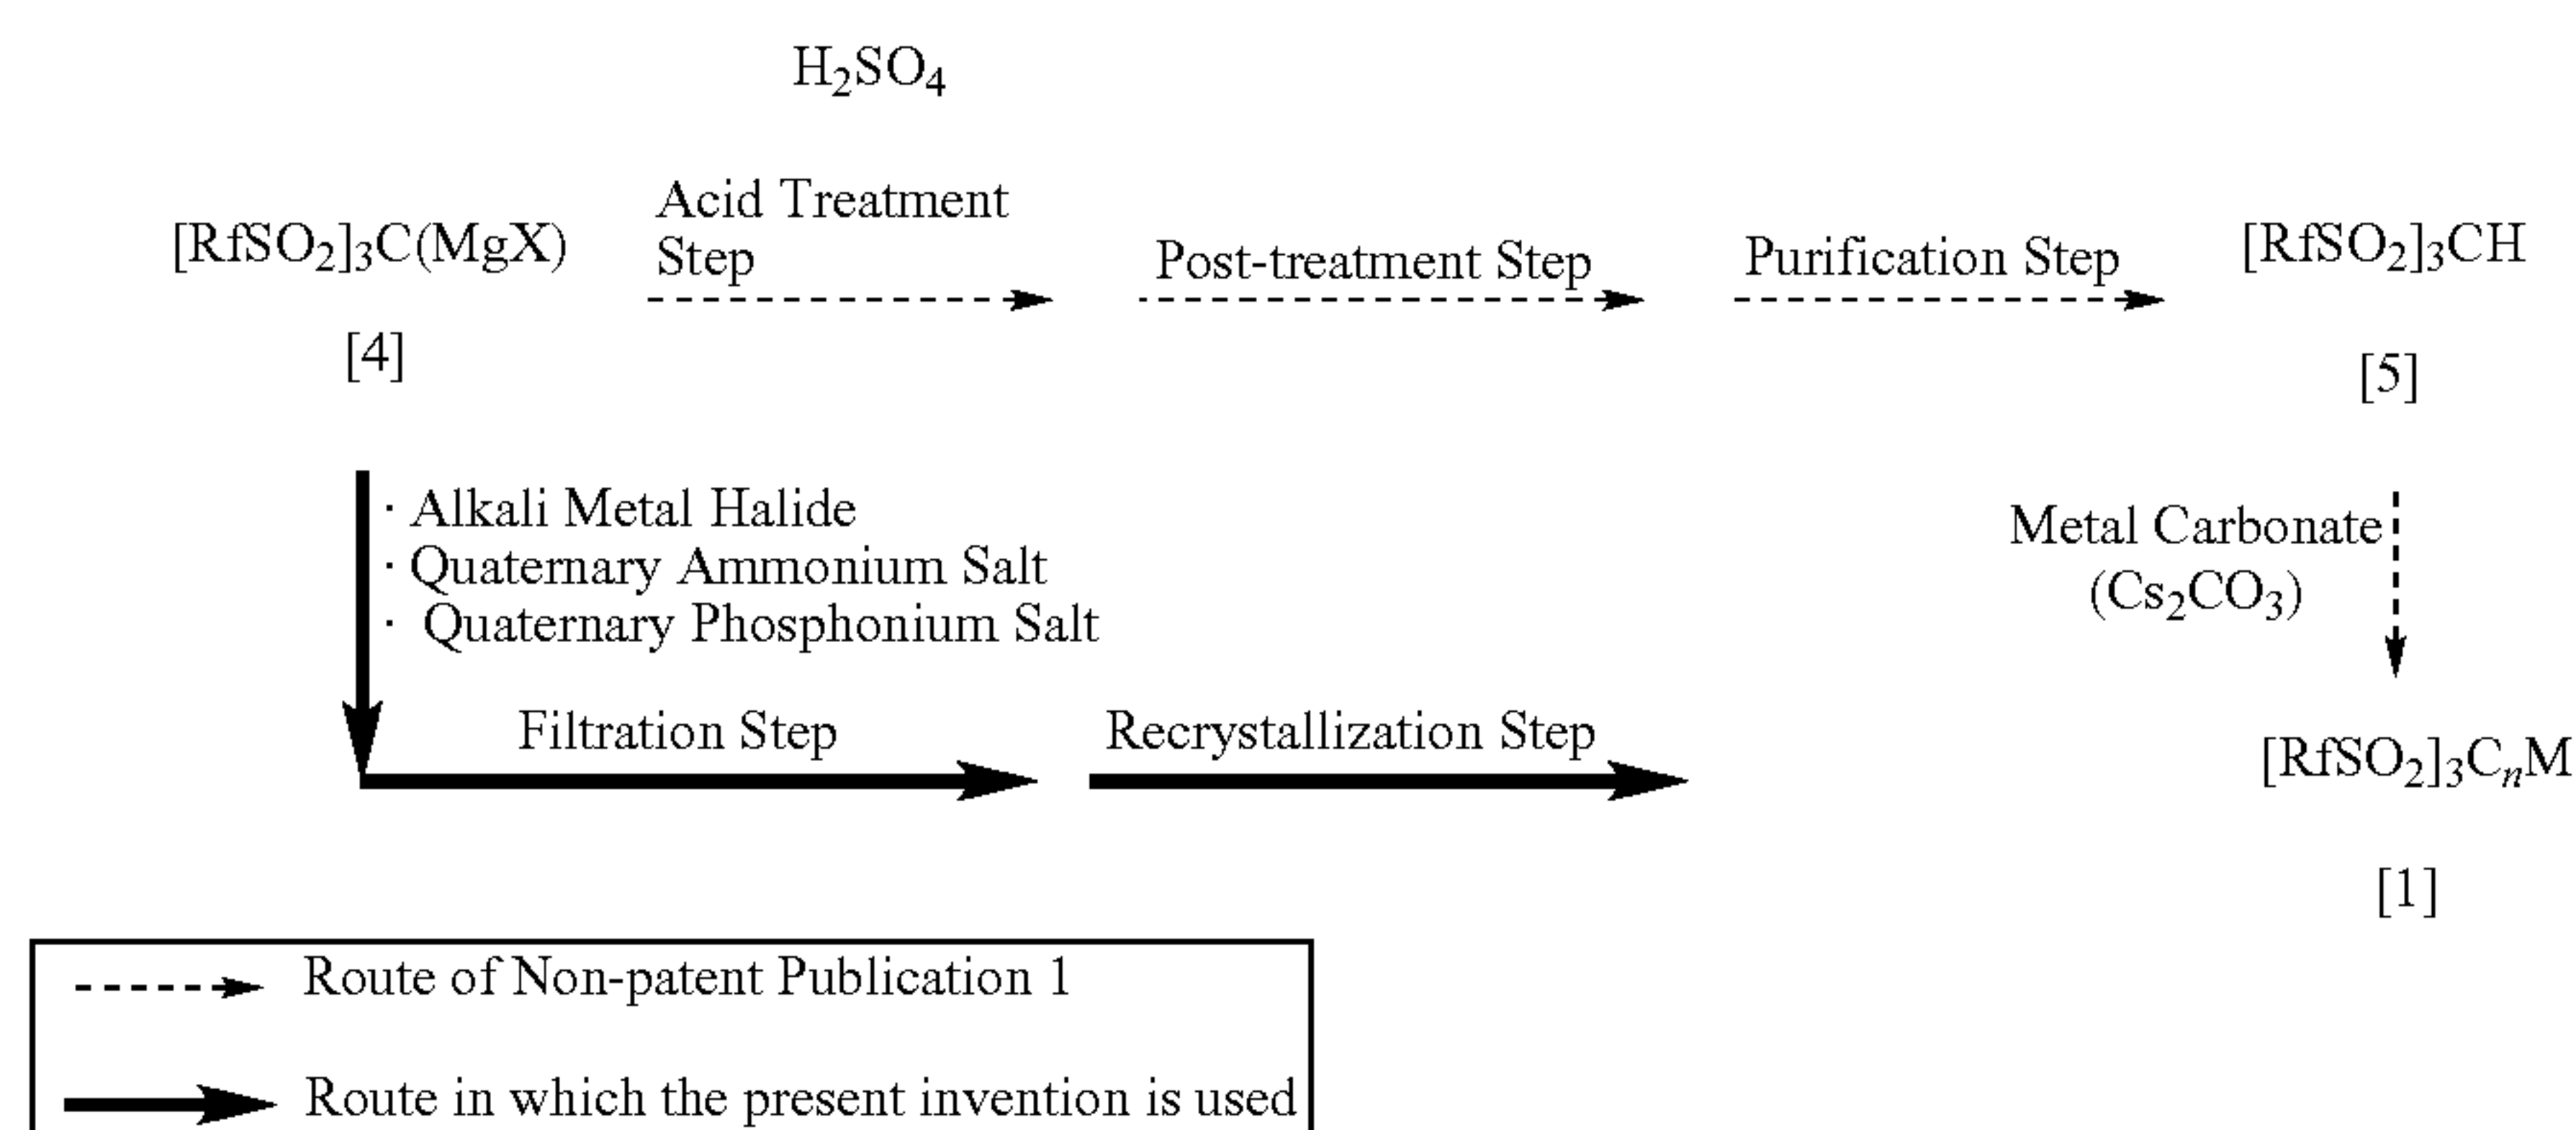 H₂SO₄
Acid Treatment
Step
[RfSO₂]₃C(MgX)
Post-treatment Step
Purification Step
[RfSO₂]₃CH
[4]
[5]
· Alkali Metal Halide
· Quaternary Ammonium Salt
· Quaternary Phosphonium Salt
Metal Carbonate
(Cs₂CO₃)
Filtration Step
Recrystallization Step
[RfSO₂]₃CₙM
[1]
Route of Non-patent Publication 1
Route in which the present invention is used